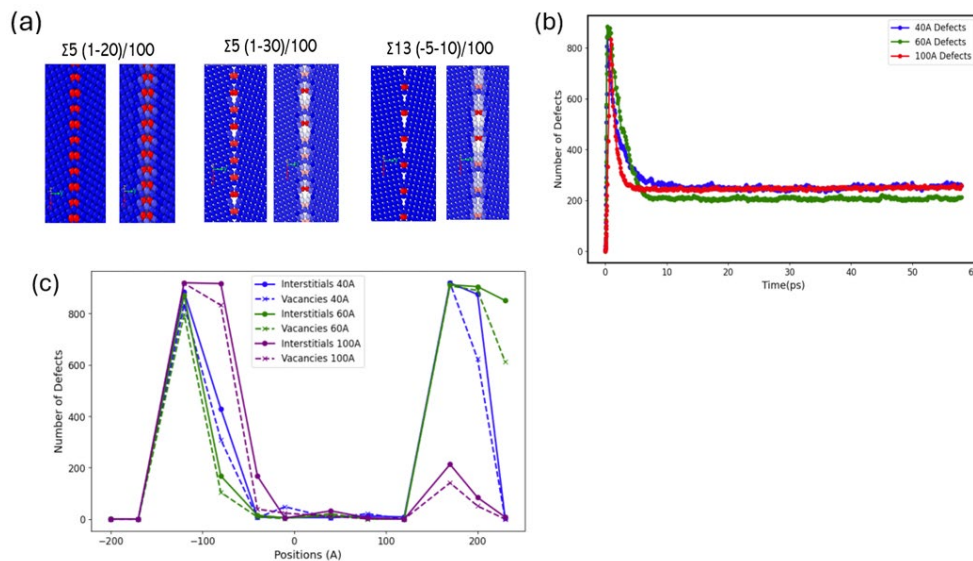 (a)
Σ5 (1-20)/100
Σ5 (1-30)/100
Σ13 (-5-10)/100
(b)
40A Defects
60A Defects
100A Defects
Number of Defects
800
600
400
200
0
0
10
20
30
40
50
60
Time(ps)
(c)
Interstitials 40A
Vacancies 40A
Interstitials 60A
Vacancies 60A
Interstitials 100A
Vacancies 100A
Number of Defects
800
600
400
200
0
−200
−100
0
100
200
Positions (A)